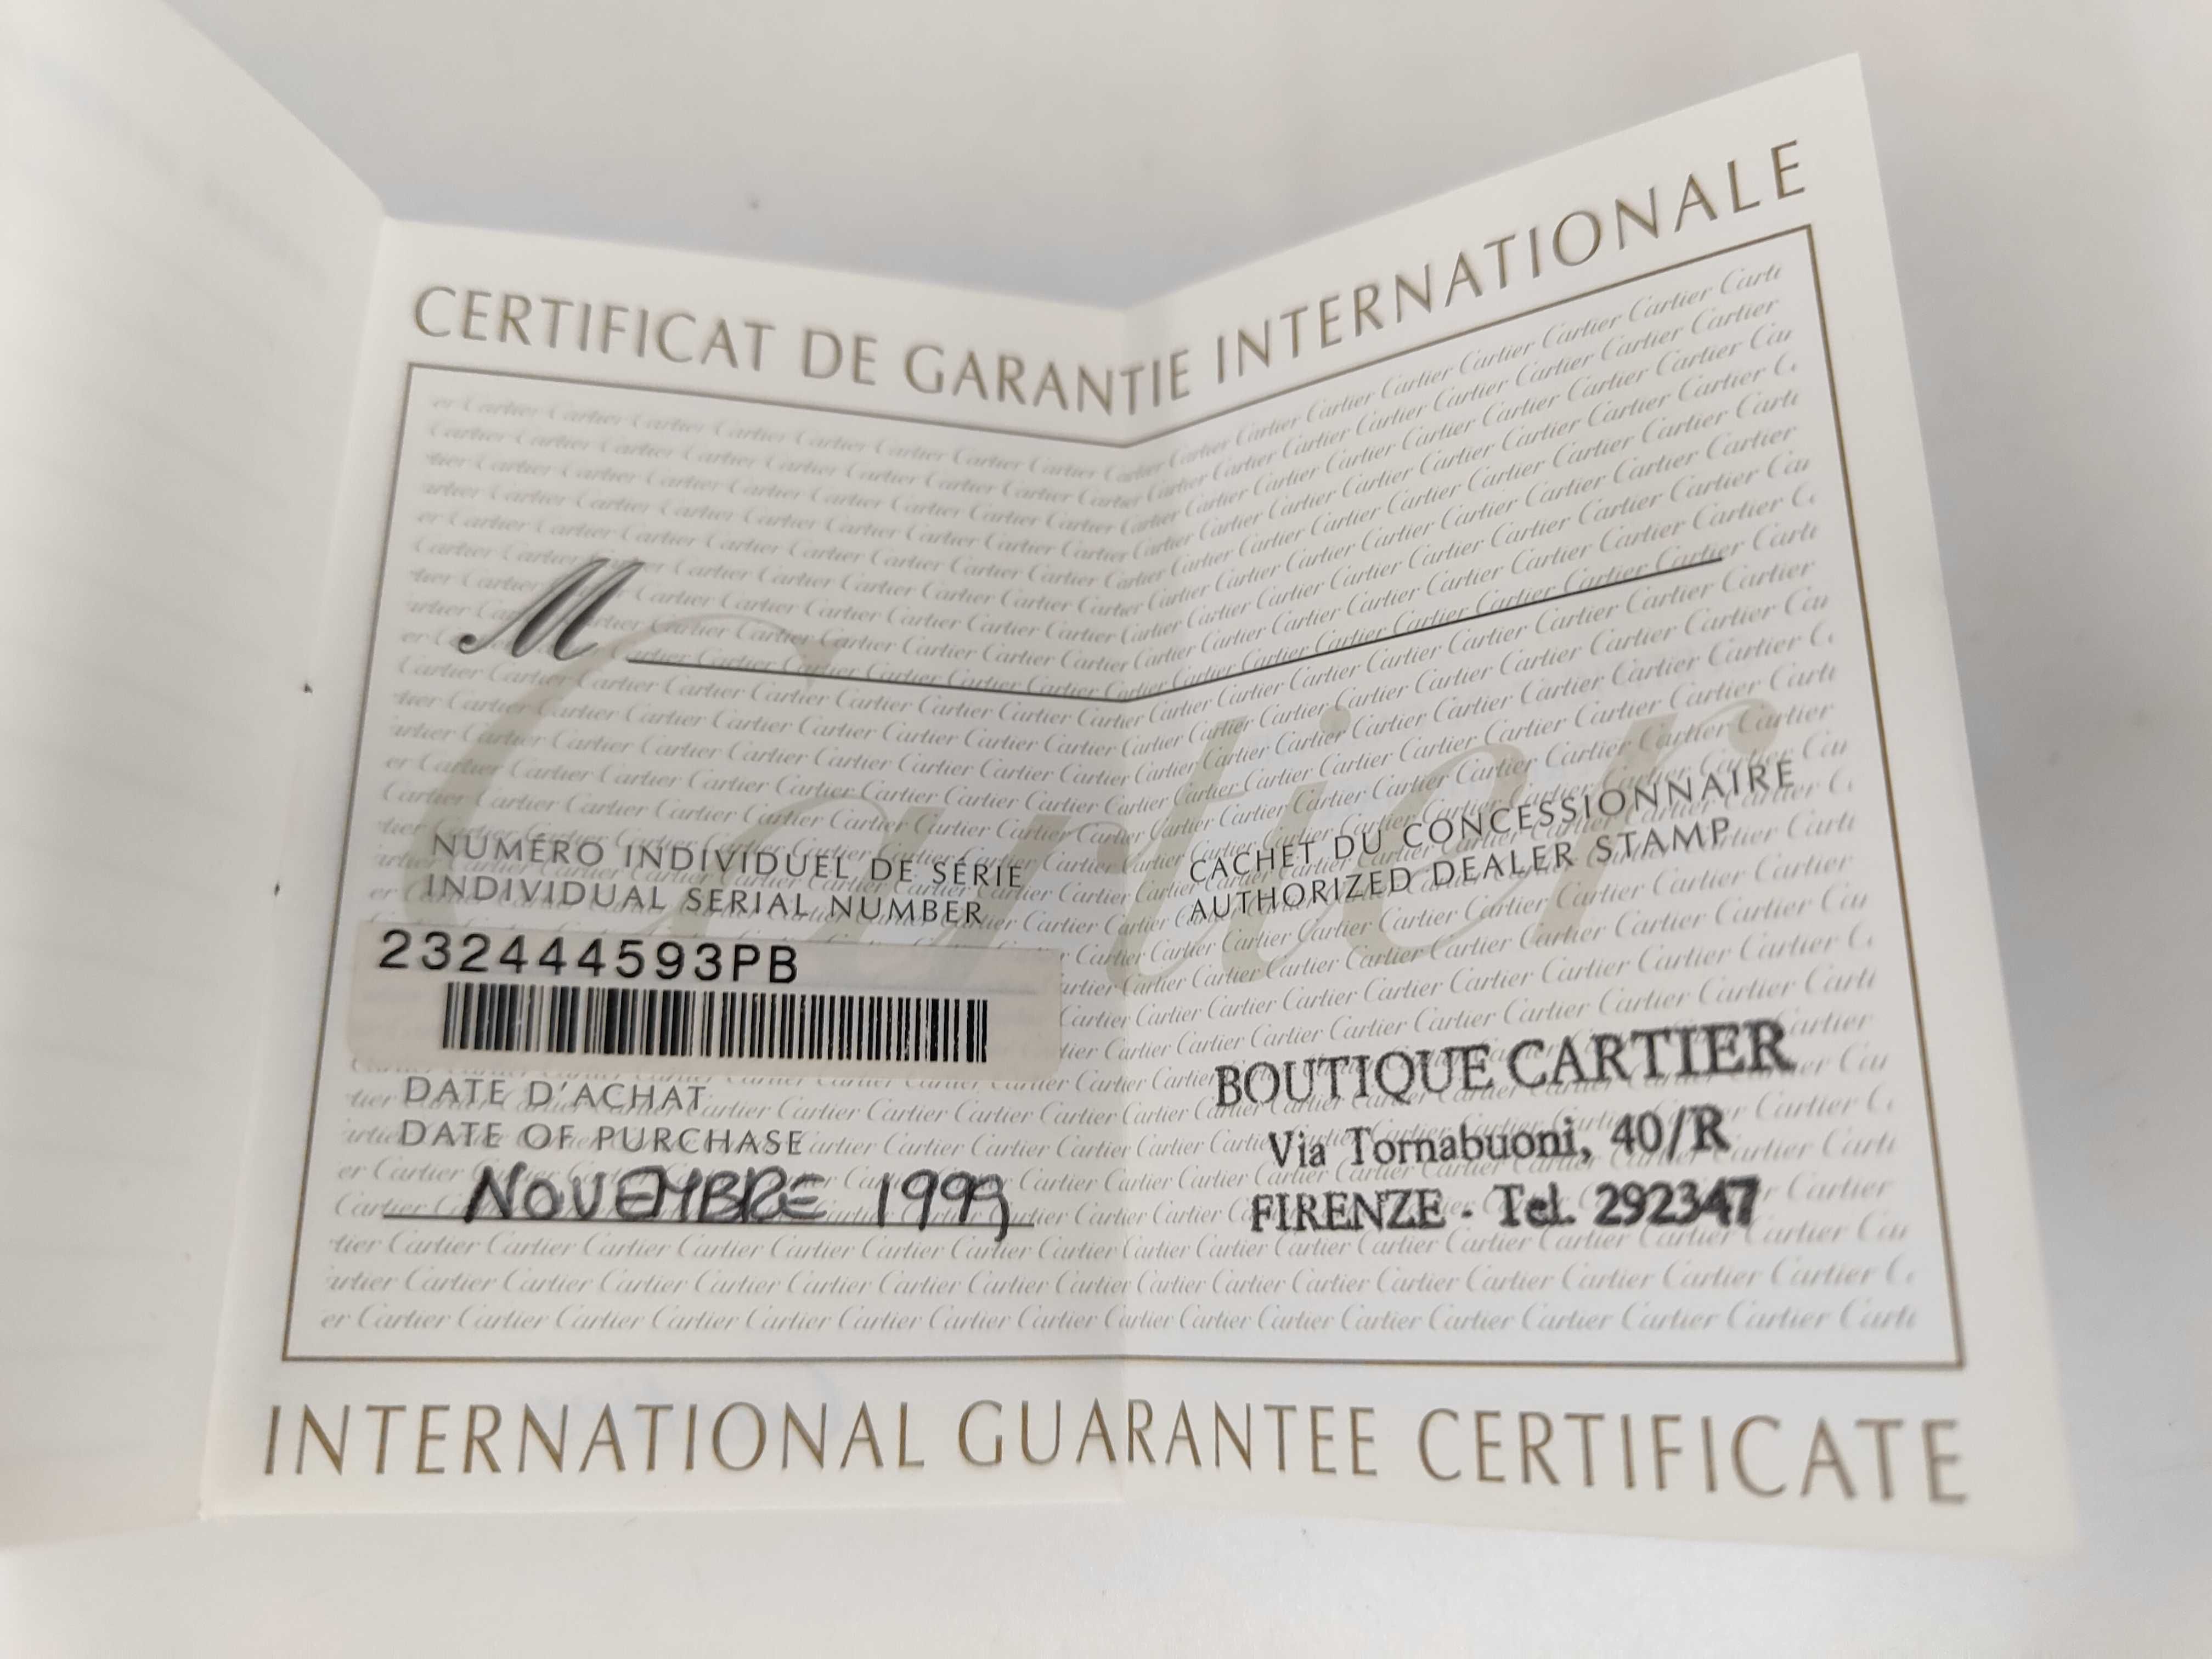 CERTIFICAT DE GARANTIE INTERNATIONALE
M
Cartier
NUMÉRO INDIVIDUEL DE SÉRIE
INDIVIDUAL SERIAL NUMBER
232444593PB
DATE D'ACHAT
DATE OF PURCHASE
NOVEMBRE 1999
CACHET DU CONCESSIONNAIRE
AUTHORIZED DEALER STAMP
BOUTIQUE CARTIER
Via Tornabuoni, 40/R
FIRENZE - Tel. 292347
INTERNATIONAL GUARANTEE CERTIFICATE